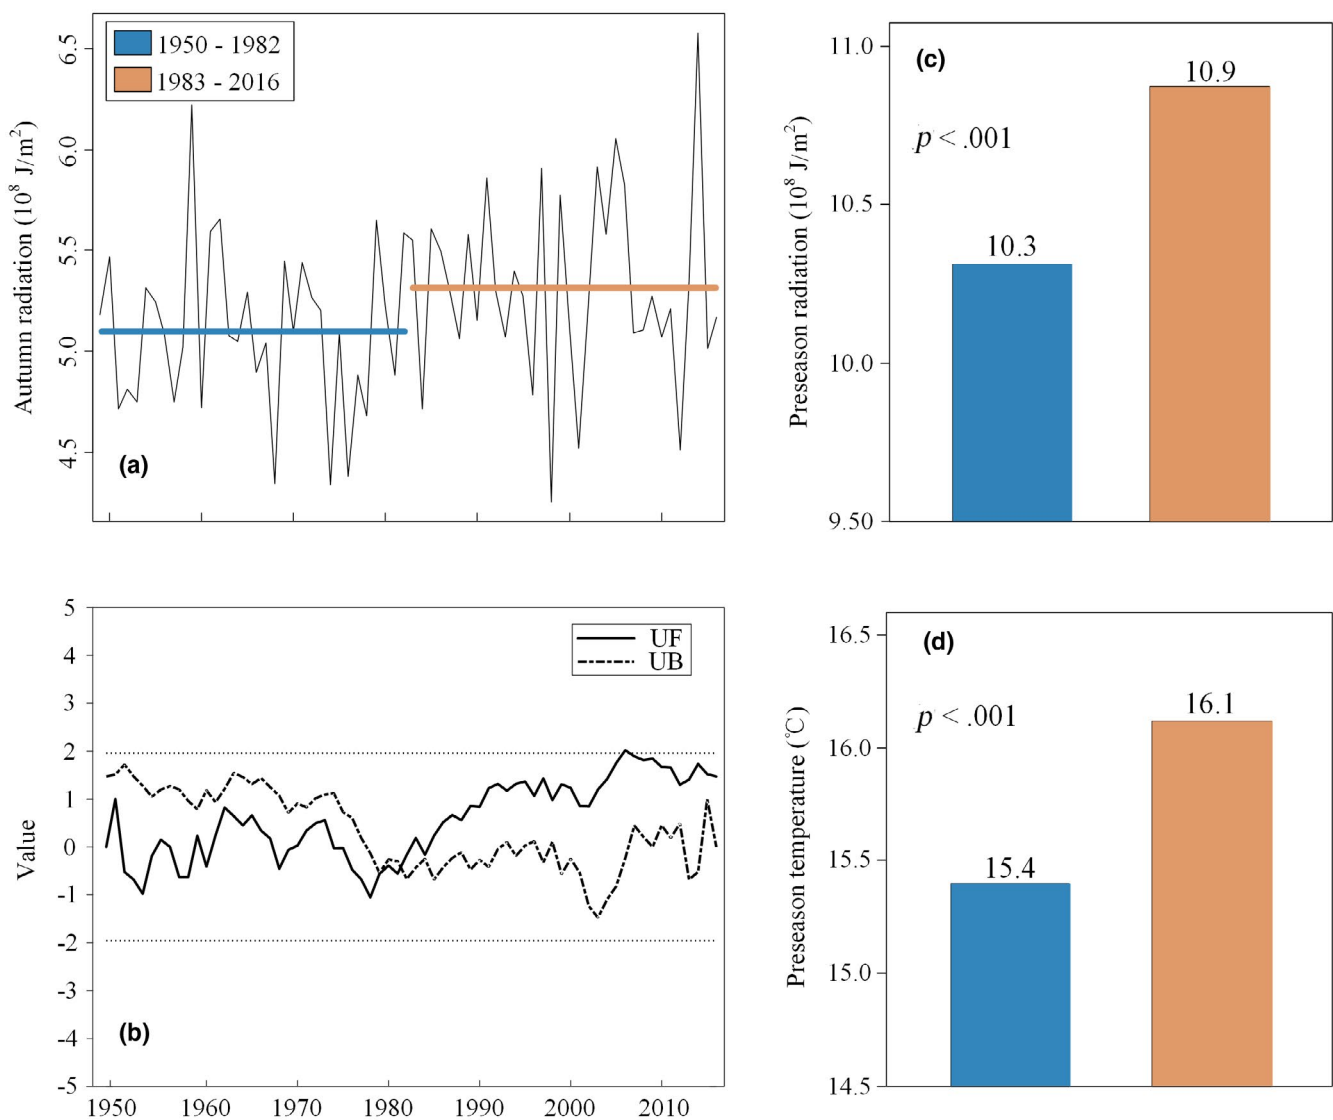 1950 - 1982
1983 - 2016
6.5
6.0
5.5
5.0
4.5
Autumn radiation (10⁸ J/m²)
(a)
(c)
11.0
10.5
10.0
9.50
Preseason radiation (10⁸ J/m²)
p < .001
10.3
10.9
UF
UB
5
4
3
2
1
0
-1
-2
-3
-4
-5
Value
(b)
1950 1960 1970 1980 1990 2000 2010
(d)
16.5
16.0
15.5
15.0
14.5
Preseason temperature (℃)
p < .001
15.4
16.1